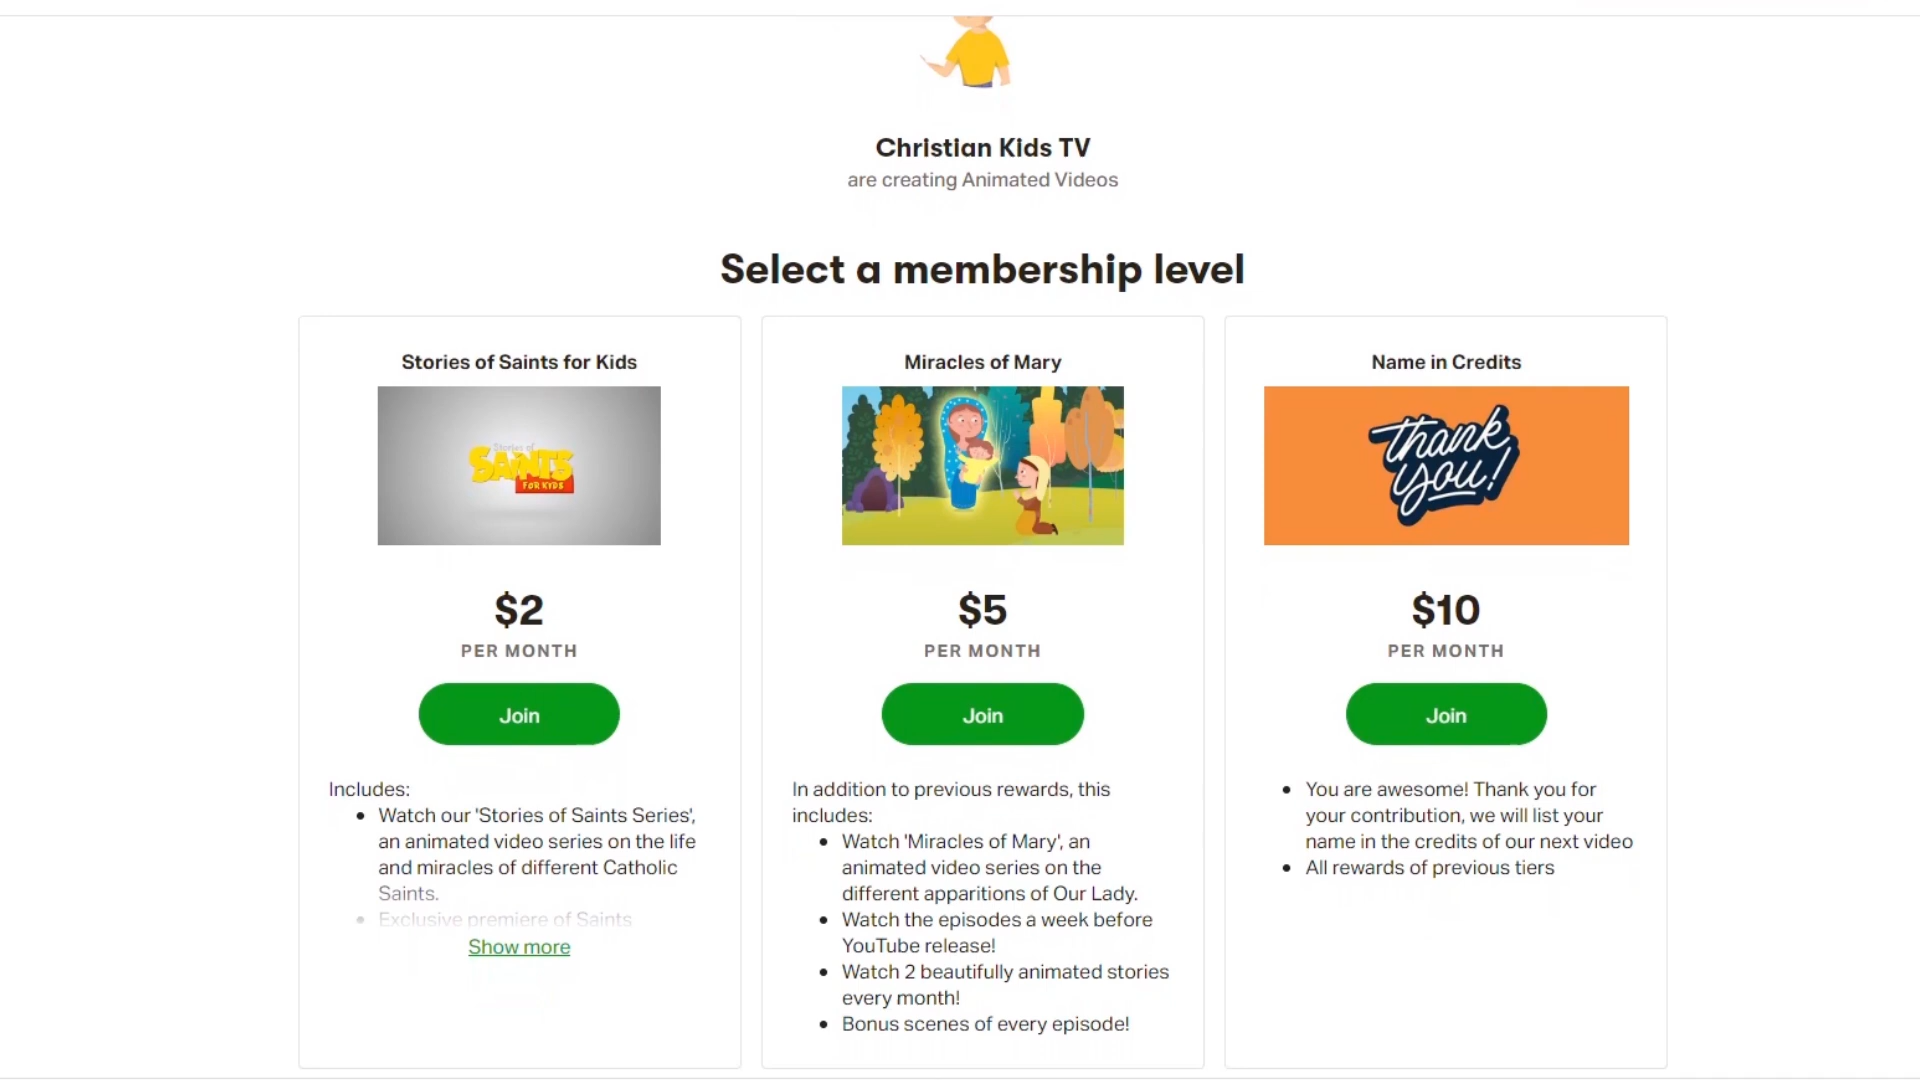 Christian Kids TV
are creating Animated Videos
Select a membership level
Stories of Saints for Kids
Stories of
SAINTS
FOR KIDS
$2
PER MONTH
Join
Includes:
• Watch our 'Stories of Saints Series',
an animated video series on the life
and miracles of different Catholic
Saints.
• Exclusive premiere of Saints
Show more
Miracles of Mary
$5
PER MONTH
Join
In addition to previous rewards, this
includes:
• Watch 'Miracles of Mary', an
animated video series on the
different apparitions of Our Lady.
• Watch the episodes a week before
YouTube release!
• Watch 2 beautifully animated stories
every month!
• Bonus scenes of every episode!
Name in Credits
thank
you!
$10
PER MONTH
Join
• You are awesome! Thank you for
your contribution, we will list your
name in the credits of our next video
• All rewards of previous tiers